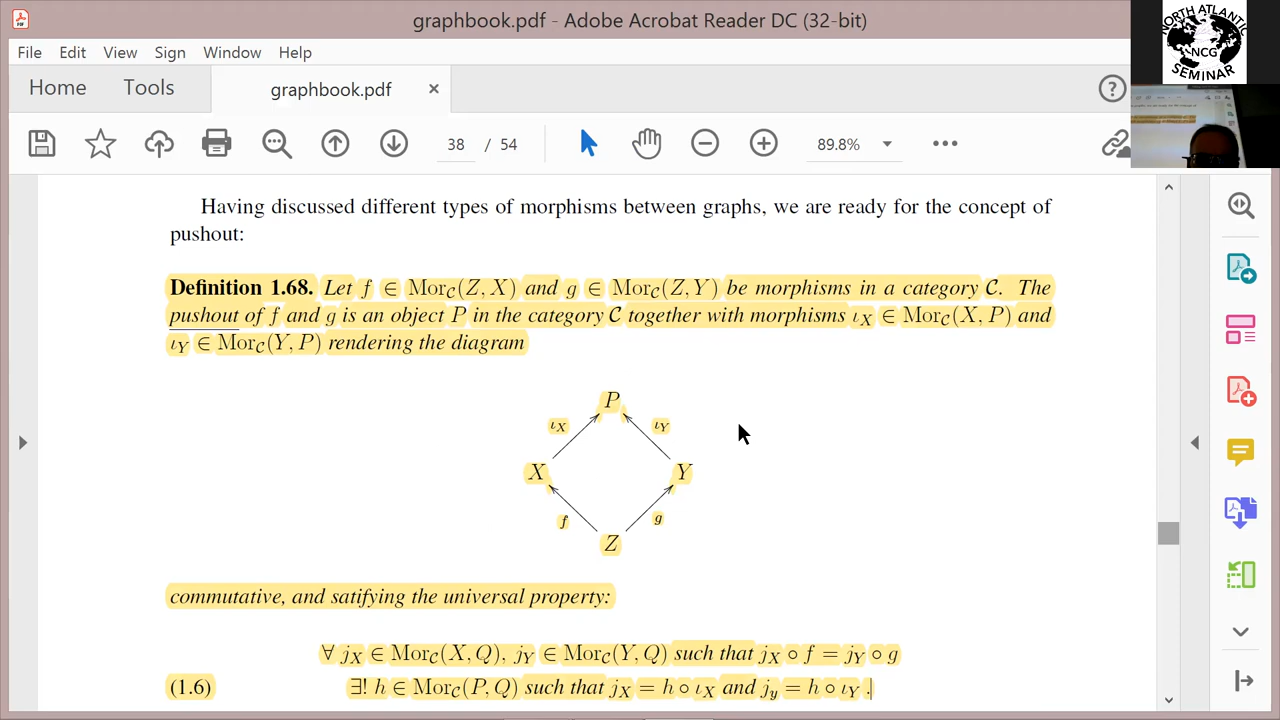 graphbook.pdf - Adobe Acrobat Reader DC (32-bit)
File Edit View Sign Window Help
Home Tools graphbook.pdf ×
38 / 54 89.8%
NORTH ATLANTIC
NCG
SEMINAR
Having discussed different types of morphisms between graphs, we are ready for the concept of
pushout:
Definition 1.68. Let f ∈ Mor_C(Z, X) and g ∈ Mor_C(Z, Y) be morphisms in a category C. The
pushout of f and g is an object P in the category C together with morphisms ι_X ∈ Mor_C(X, P) and
ι_Y ∈ Mor_C(Y, P) rendering the diagram
P
ι_X ι_Y
X Y
f g
Z
commutative, and satifying the universal property:
∀ j_X ∈ Mor_C(X, Q), j_Y ∈ Mor_C(Y, Q) such that j_X ∘ f = j_Y ∘ g
(1.6) ∃! h ∈ Mor_C(P, Q) such that j_X = h ∘ ι_X and j_y = h ∘ ι_Y .